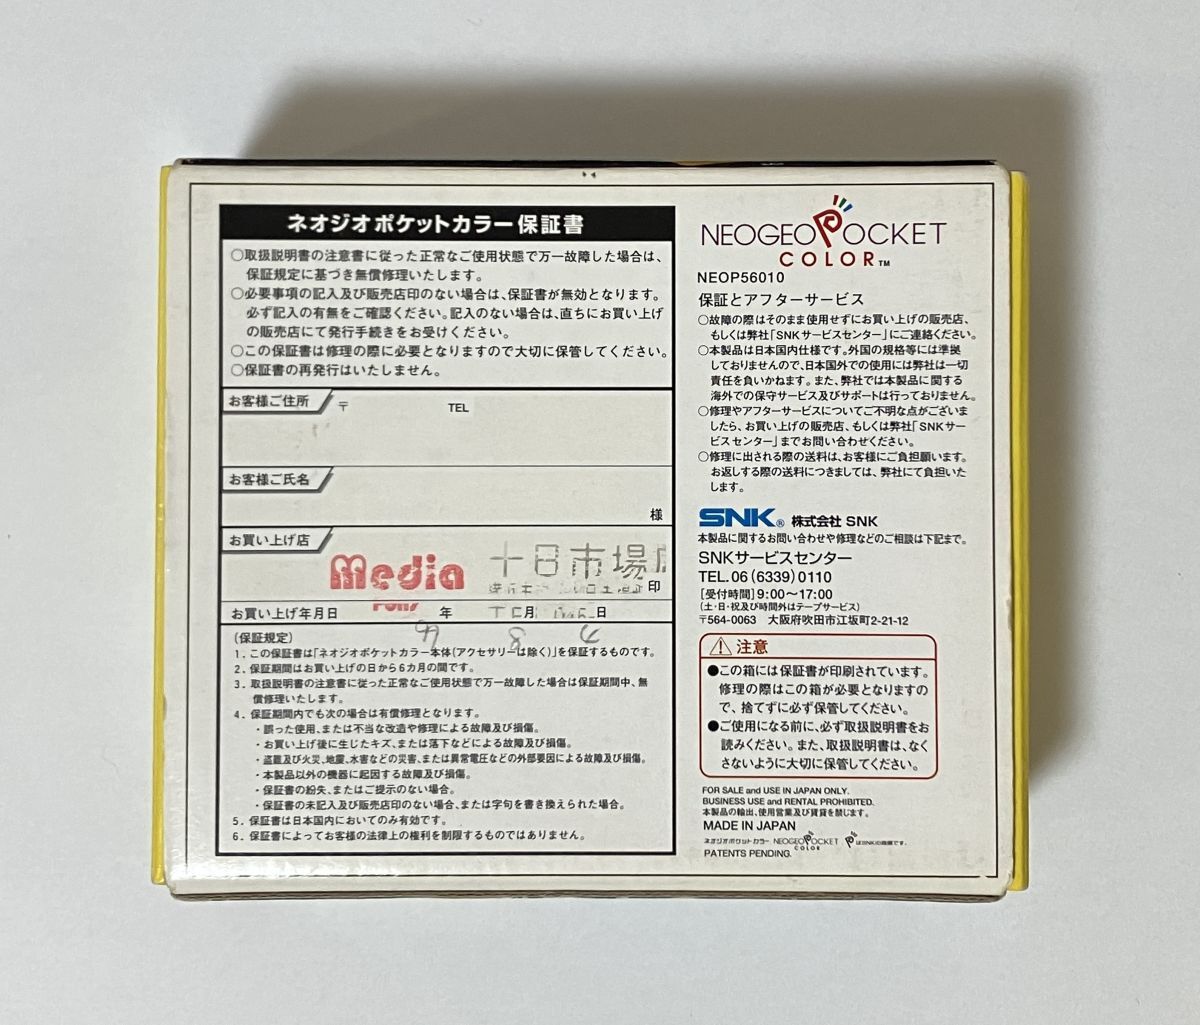 ネオジオポケットカラー保証書
○取扱説明書の注意書に従った正常なご使用状態で万一故障した場合は、
保証規定に基づき無償修理いたします。
○必要事項の記入及び販売店印のない場合は、保証書が無効となります。
必ず記入の有無をご確認ください。記入のない場合は、直ちにお買い上げ
の販売店にて発行手続きをお受けください。
○この保証書は修理の際に必要となりますので大切に保管してください。
○保証書の再発行はいたしません。
お客様ご住所 〒 TEL
お客様ご氏名
様
お買い上げ店
Media 十日市場店
印
お買い上げ年月日 年 月 日
(保証規定)
1. この保証書は「ネオジオポケットカラー本体(アクセサリーは除く)」を保証するものです。
2. 保証期間はお買い上げの日から6カ月の間です。
3. 取扱説明書の注意書に従った正常なご使用状態で万一故障した場合は保証期間中、無
償修理いたします。
4. 保証期間内でも次の場合は有償修理となります。
・誤った使用、または不当な改造や修理による故障及び損傷。
・お買い上げ後に生じたキズ、または落下などによる故障及び損傷。
・盗難及び火災、地震、水害などの災害、または異常電圧などの外部要因による故障及び損傷。
・本製品以外の機器に起因する故障及び損傷。
・保証書の紛失、またはご提示のない場合。
・保証書の未記入及び販売店印のない場合、または字句を書き換えられた場合。
5. 保証書は日本国内においてのみ有効です。
6. 保証書によってお客様の法律上の権利を制限するものではありません。
NEOGEO POCKET
COLOR™
NEOP56010
保証とアフターサービス
○故障の際はそのまま使用せずにお買い上げの販売店、
もしくは弊社「SNKサービスセンター」にご連絡ください。
○本製品は日本国内仕様です。外国の規格等には準拠
しておりませんので、日本国外での使用には弊社は一切
責任を負いかねます。また、弊社では本製品に関する
海外での保守サービス及びサポートは行っておりません。
○修理やアフターサービスについてご不明な点がございま
したら、お買い上げの販売店、もしくは弊社「SNKサー
ビスセンター」までお問い合わせください。
○修理に出される際の送料は、お客様にご負担願います。
お返しする際の送料につきましては、弊社にて負担いた
します。
SNK® 株式会社 SNK
本製品に関するお問い合わせや修理などのご相談は下記まで。
SNKサービスセンター
TEL.06(6339)0110
[受付時間]9:00〜17:00
(土・日・祝及び時間外はテープサービス)
〒564-0063 大阪府吹田市江坂町2-21-12
注意
●この箱には保証書が印刷されています。
修理の際はこの箱が必要となりますの
で、捨てずに必ず保管してください。
●ご使用になる前に、必ず取扱説明書をお
読みください。また、取扱説明書は、なく
さないように大切に保管してください。
FOR SALE and USE IN JAPAN ONLY.
BUSINESS USE and RENTAL PROHIBITED.
本製品の輸出、使用営業及び賃貸を禁じます。
MADE IN JAPAN
ネオジオポケットカラー NEOGEO POCKET COLOR はSNKの商標です。
PATENTS PENDING.